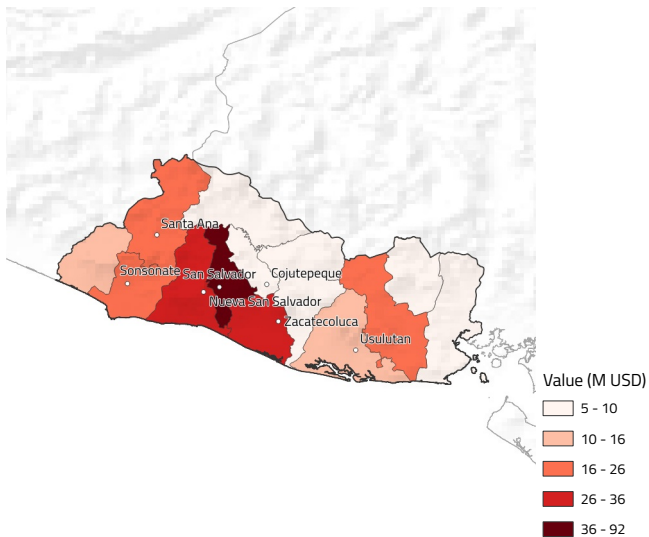 Santa Ana
Sonsonate
San Salvador
Cojutepeque
Nueva San Salvador
Zacatecoluca
Usulutan
Value (M USD)
5 - 10
10 - 16
16 - 26
26 - 36
36 - 92